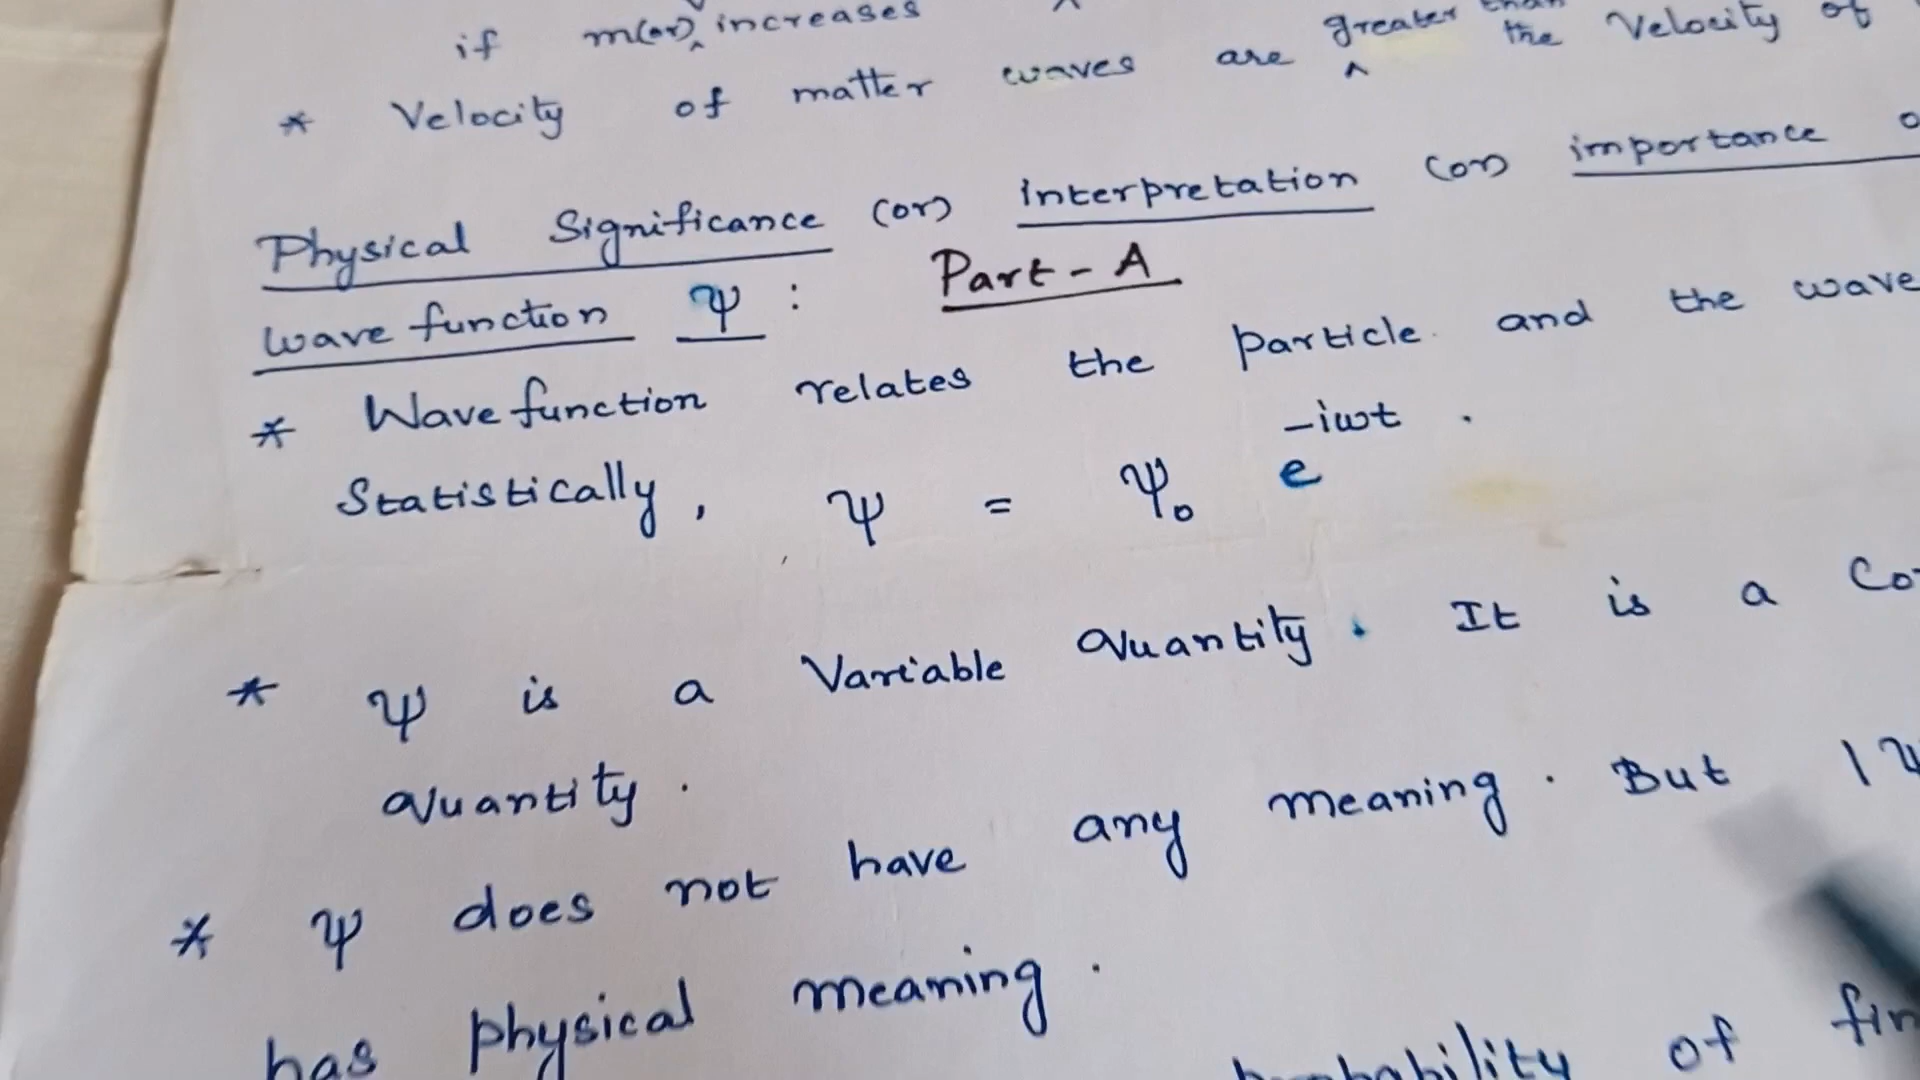 if m(or) increases
* Velocity of matter waves are greater than the Velocity of
Physical Significance (or) interpretation (or) importance
wave function ψ : Part-A
* Wave function relates the particle and the wave
Statistically, ψ = ψ₀ e^-iωt .
* ψ is a Variable Quantity. It is a
Quantity.
* ψ does not have any meaning. But |ψ
has physical meaning.
probability of